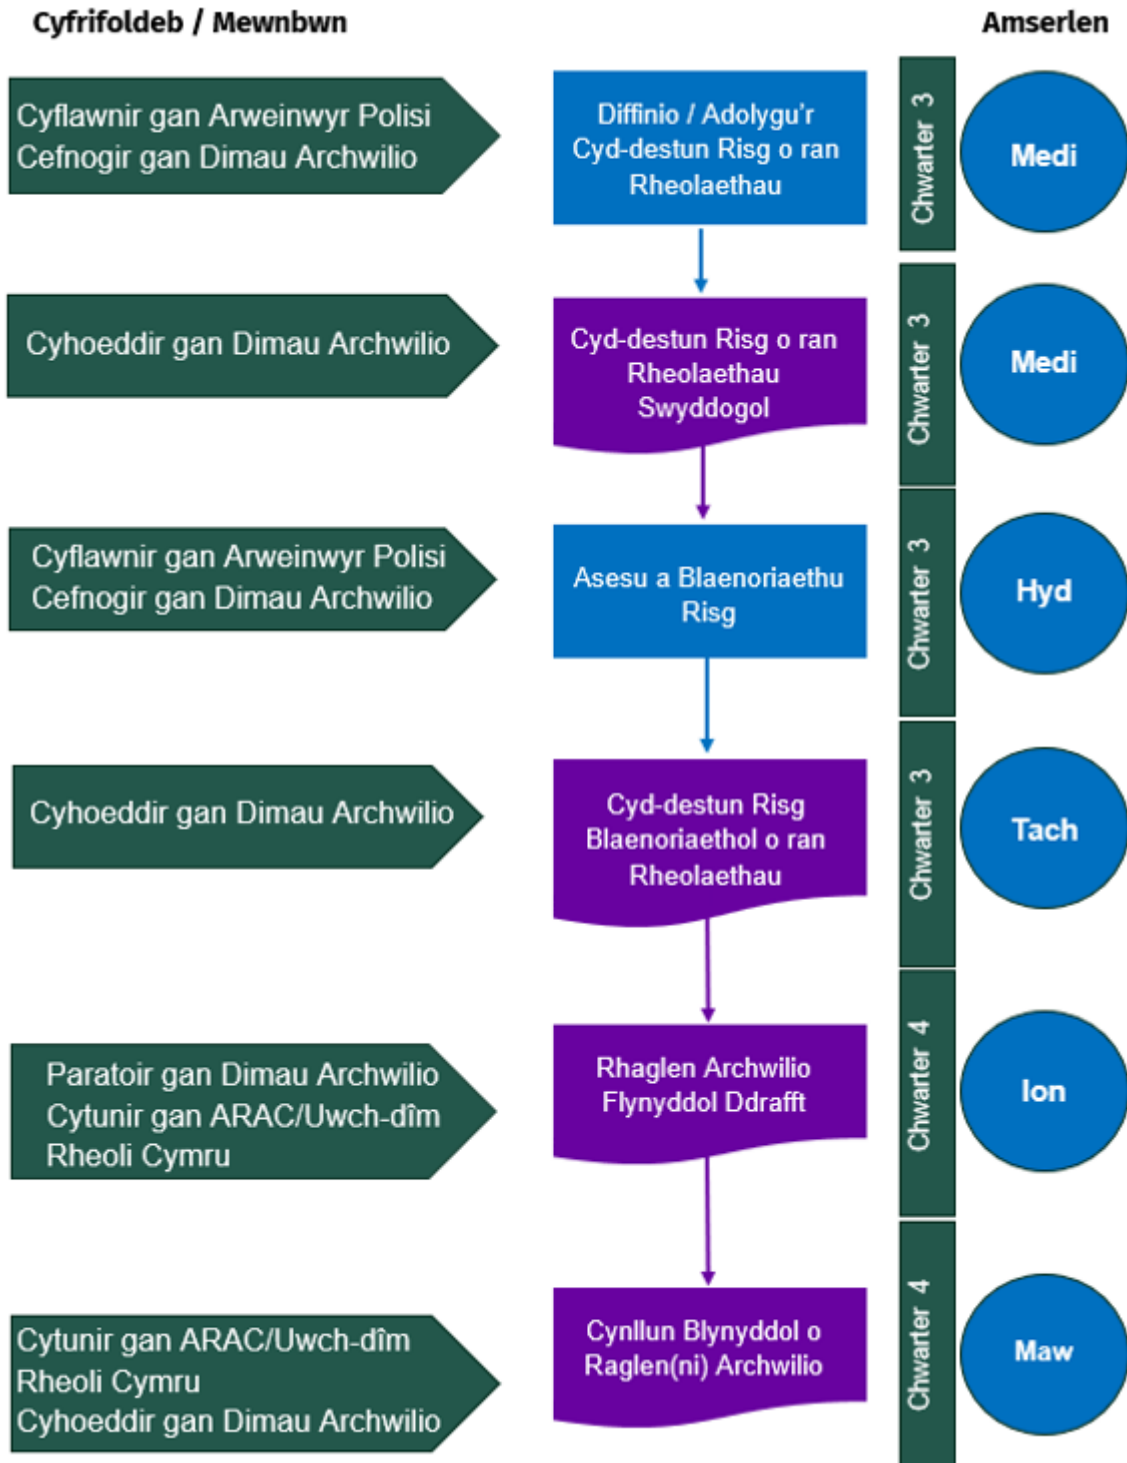 Cyfrifoldeb / Mewnbwn
Amserlen
Cyflawnir gan Arweinwyr Polisi
Cefnogir gan Dimau Archwilio
Diffinio / Adolygu'r
Cyd-destun Risg o ran
Rheolaethau
Chwarter 3
Medi
Cyhoeddir gan Dimau Archwilio
Cyd-destun Risg o ran
Rheolaethau
Swyddogol
Chwarter 3
Medi
Cyflawnir gan Arweinwyr Polisi
Cefnogir gan Dimau Archwilio
Asesu a Blaenoriaethu
Risg
Chwarter 3
Hyd
Cyhoeddir gan Dimau Archwilio
Cyd-destun Risg
Blaenoriaethol o ran
Rheolaethau
Chwarter 3
Tach
Paratoir gan Dimau Archwilio
Cytunir gan ARAC/Uwch-dîm
Rheoli Cymru
Rhaglen Archwilio
Flynyddol Ddrafft
Chwarter 4
Ion
Cytunir gan ARAC/Uwch-dîm
Rheoli Cymru
Cyhoeddir gan Dimau Archwilio
Cynllun Blynyddol o
Raglen(ni) Archwilio
Chwarter 4
Maw